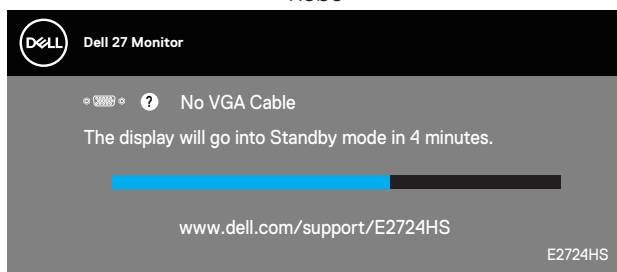 DELL
Dell 27 Monitor
? No VGA Cable
The display will go into Standby mode in 4 minutes.
www.dell.com/support/E2724HS
E2724HS